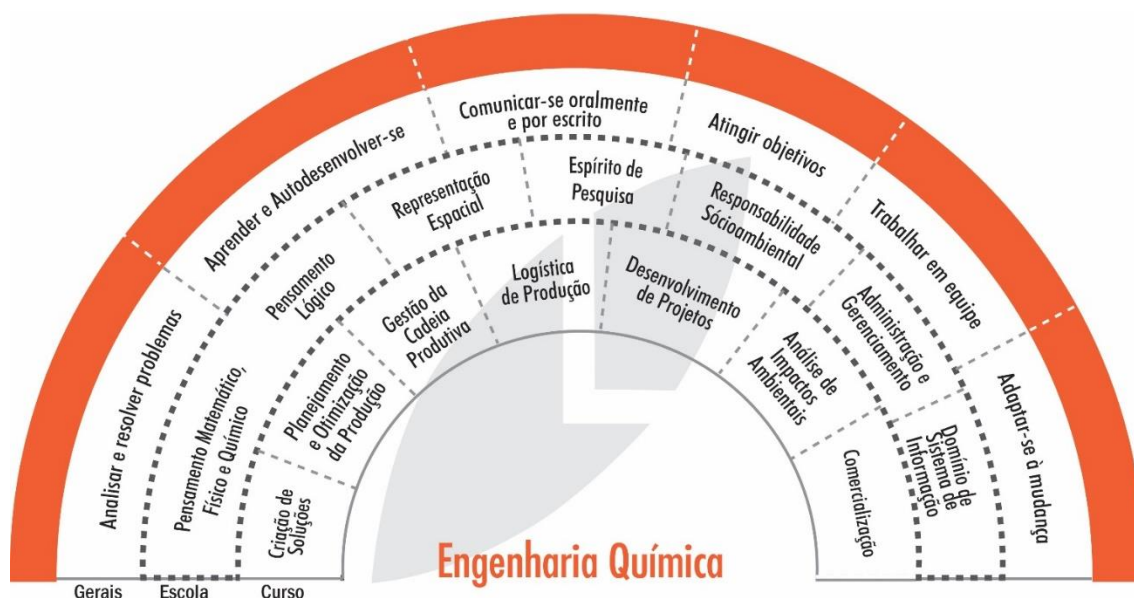 Analisar e resolver problemas
Aprender e Autodesenvolver-se
Comunicar-se oralmente
e por escrito
Atingir objetivos
Trabalhar em equipe
Adaptar-se à mudança
Pensamento Matemático,
Físico e Químico
Pensamento
Lógico
Representação
Espacial
Espírito de
Pesquisa
Responsabilidade
Sócioambiental
Administração e
Gerenciamento
Domínio de
Sistema de
Informação
Criação de
Soluções
Planejamento
e Otimização
da Produção
Gestão da
Cadeia
Produtiva
Logística
de Produção
Desenvolvimento
de Projetos
Análise de
Impactos
Ambientais
Comercialização
Engenharia Química
Gerais
Escola
Curso